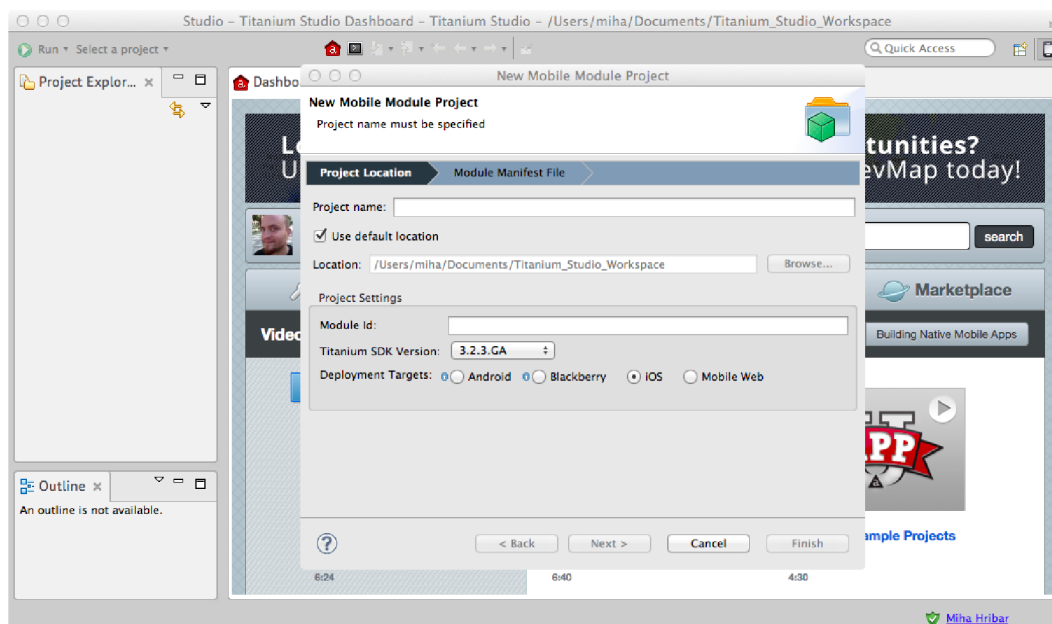 Studio – Titanium Studio Dashboard – Titanium Studio – /Users/miha/Documents/Titanium_Studio_Workspace
Run Select a project
Quick Access
Project Explor...
Dashbo
New Mobile Module Project
New Mobile Module Project
Project name must be specified
tunities?
U
evMap today!
Project Location
Module Manifest File
Project name:
Use default location
search
Location: /Users/miha/Documents/Titanium_Studio_Workspace
Browse...
Marketplace
Project Settings
Module Id:
Video
Building Native Mobile Apps
Titanium SDK Version: 3.2.3.GA
Deployment Targets: Android Blackberry iOS Mobile Web
APP
Outline
An outline is not available.
ample Projects
< Back
Next >
Cancel
Finish
6:24
6:40
4:30
Miha Hribar